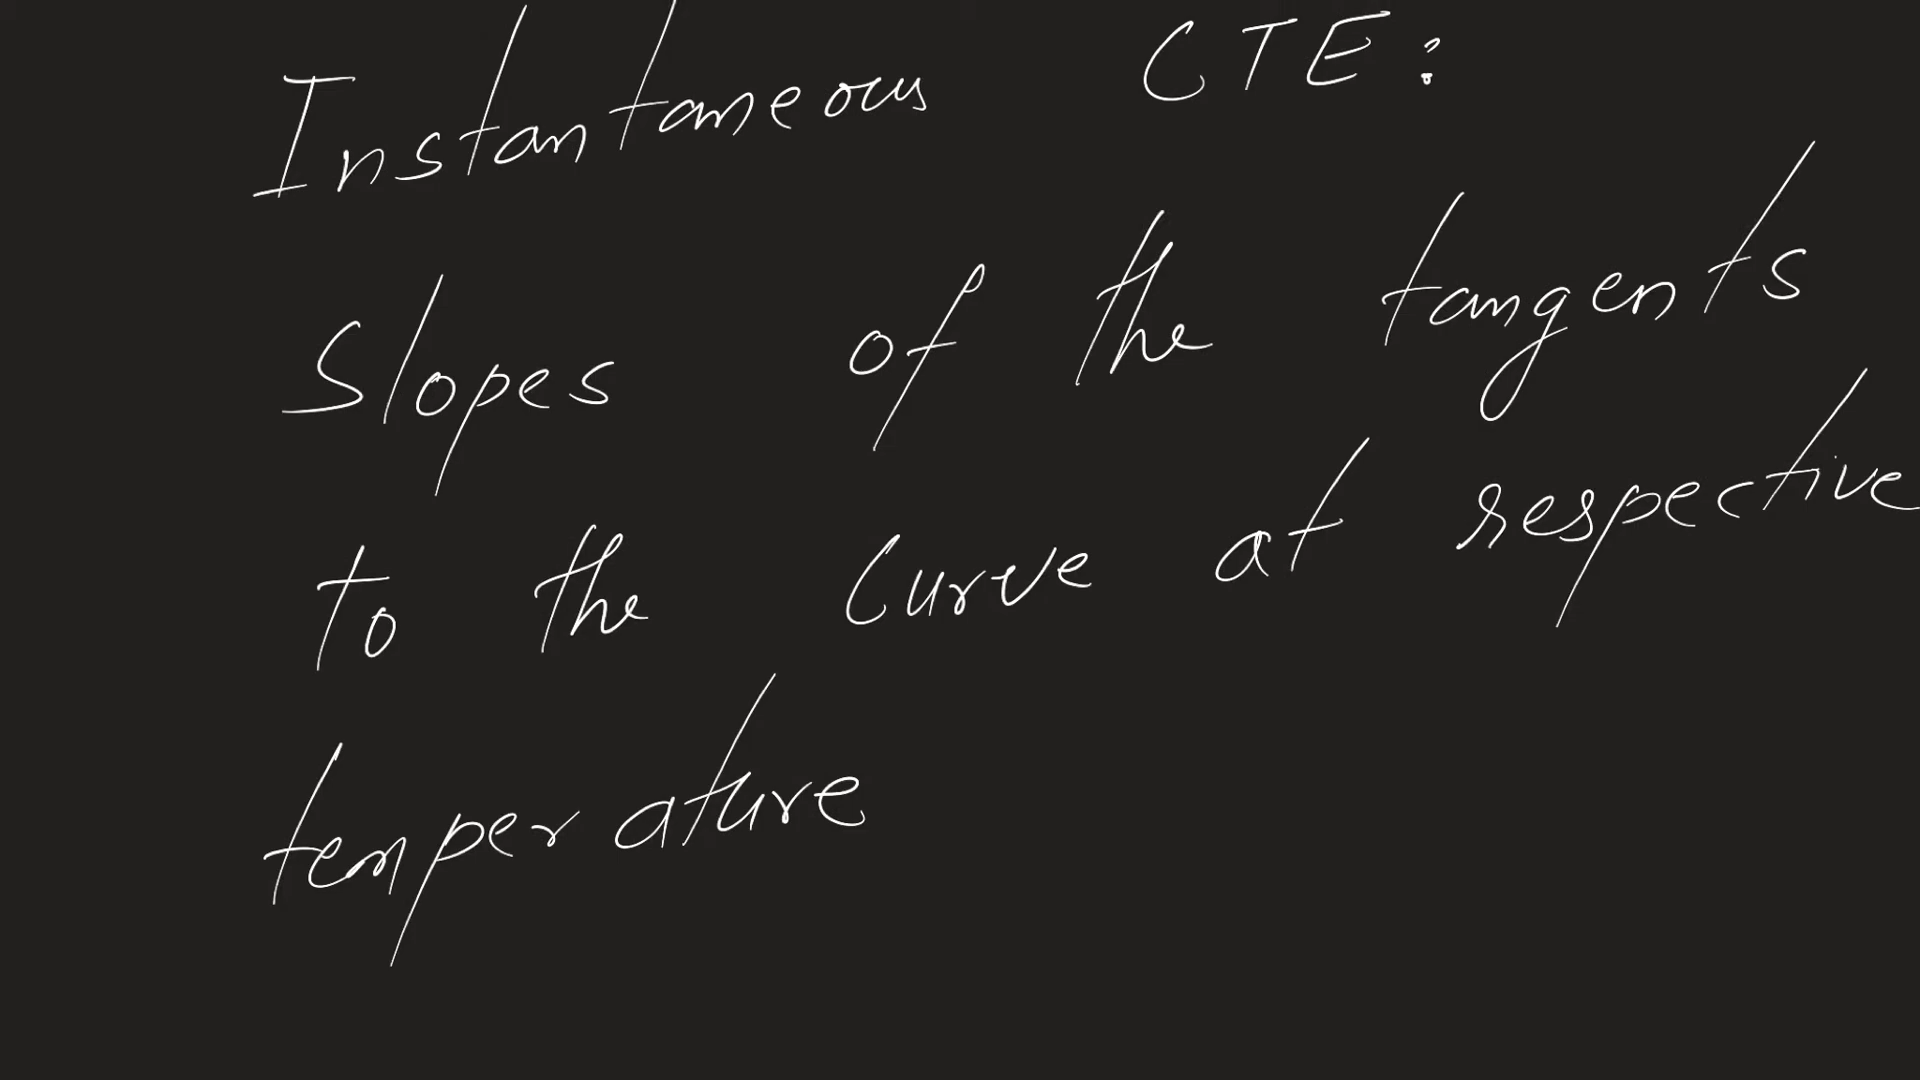 Instantaneous CTE:
Slopes of the tangents
to the curve at respective
temperature